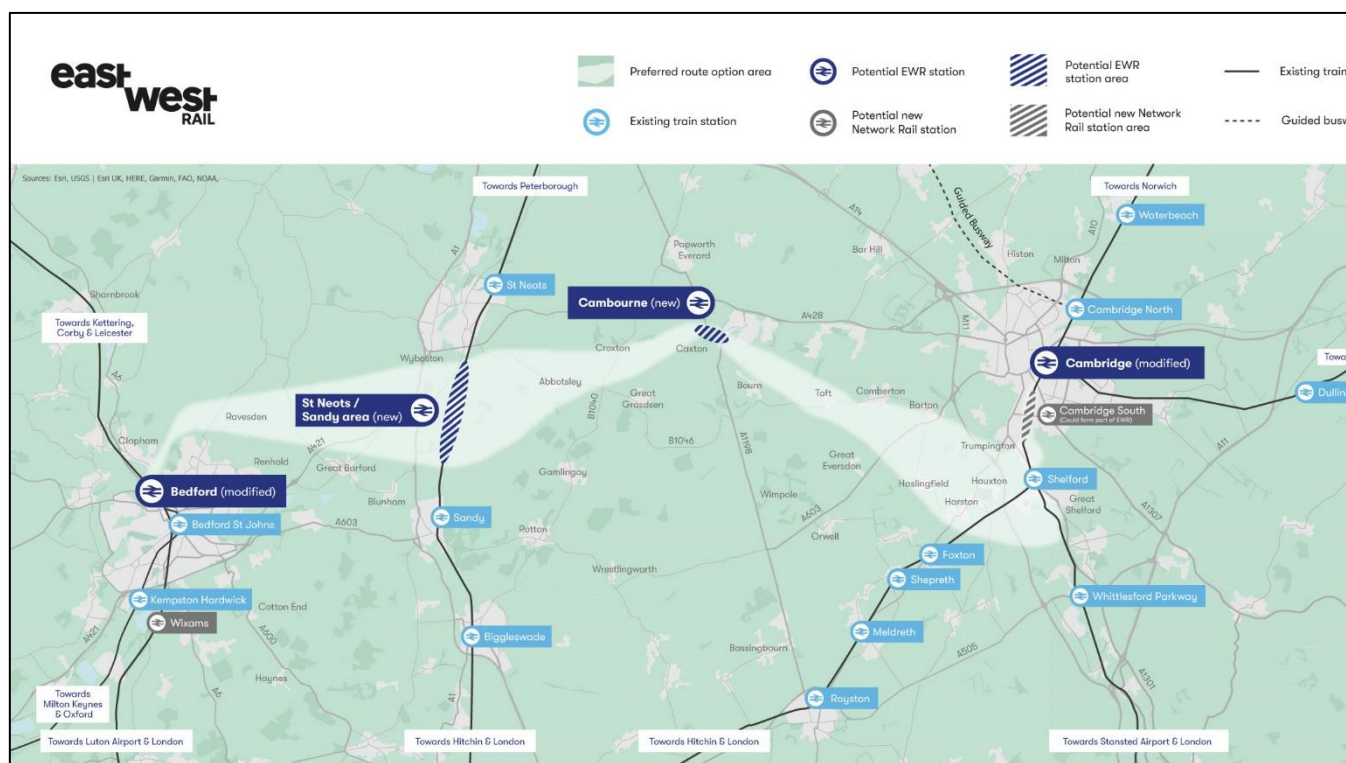 east
west
RAIL
Preferred route option area
Existing train station
Potential EWR station
Potential new
Network Rail station
Potential EWR
station area
Potential new Network
Rail station area
Existing train
Guided busw
Sources: Esri, USGS | Esri UK, HERE, Garmin, FAO, NOAA,
Towards Peterborough
Towards Norwich
Waterbeach
A14
Guided Busway
A10
A1
Bar Hill
Histon
Milton
Papworth
Everard
Sharnbrook
St Neots
Cambourne (new)
Cambridge North
Towards Kettering,
Corby & Leicester
A428
M11
Wyboston
Croxton
Caxton
Cambridge (modified)
Towa
A6
Abbotsley
Bourn
Toft
Comberton
Barton
Dullin
Great
Gransden
B1040
St Neots /
Sandy area (new)
Ravesden
Cambridge South
(Could form part of EWR)
A11
Clapham
A421
B1046
A1198
Trumpington
Renhold
Great Barford
Great
Eversden
Gamlingay
Haslingfield
Hauxton
Shelford
Bedford (modified)
Blunham
Wimpole
Harston
Great
Shelford
A1307
Bedford St Johns
A603
Sandy
Potton
A603
Orwell
Foxton
Wrestlingworth
Shepreth
Kempston Hardwick
Whittlesford Parkway
Wixams
Cotton End
A421
A600
Biggleswade
Meldreth
Bassingbourn
A505
Haynes
A6
A1
A1301
Royston
Towards
Milton Keynes
& Oxford
Towards Luton Airport & London
Towards Hitchin & London
Towards Hitchin & London
Towards Stansted Airport & London